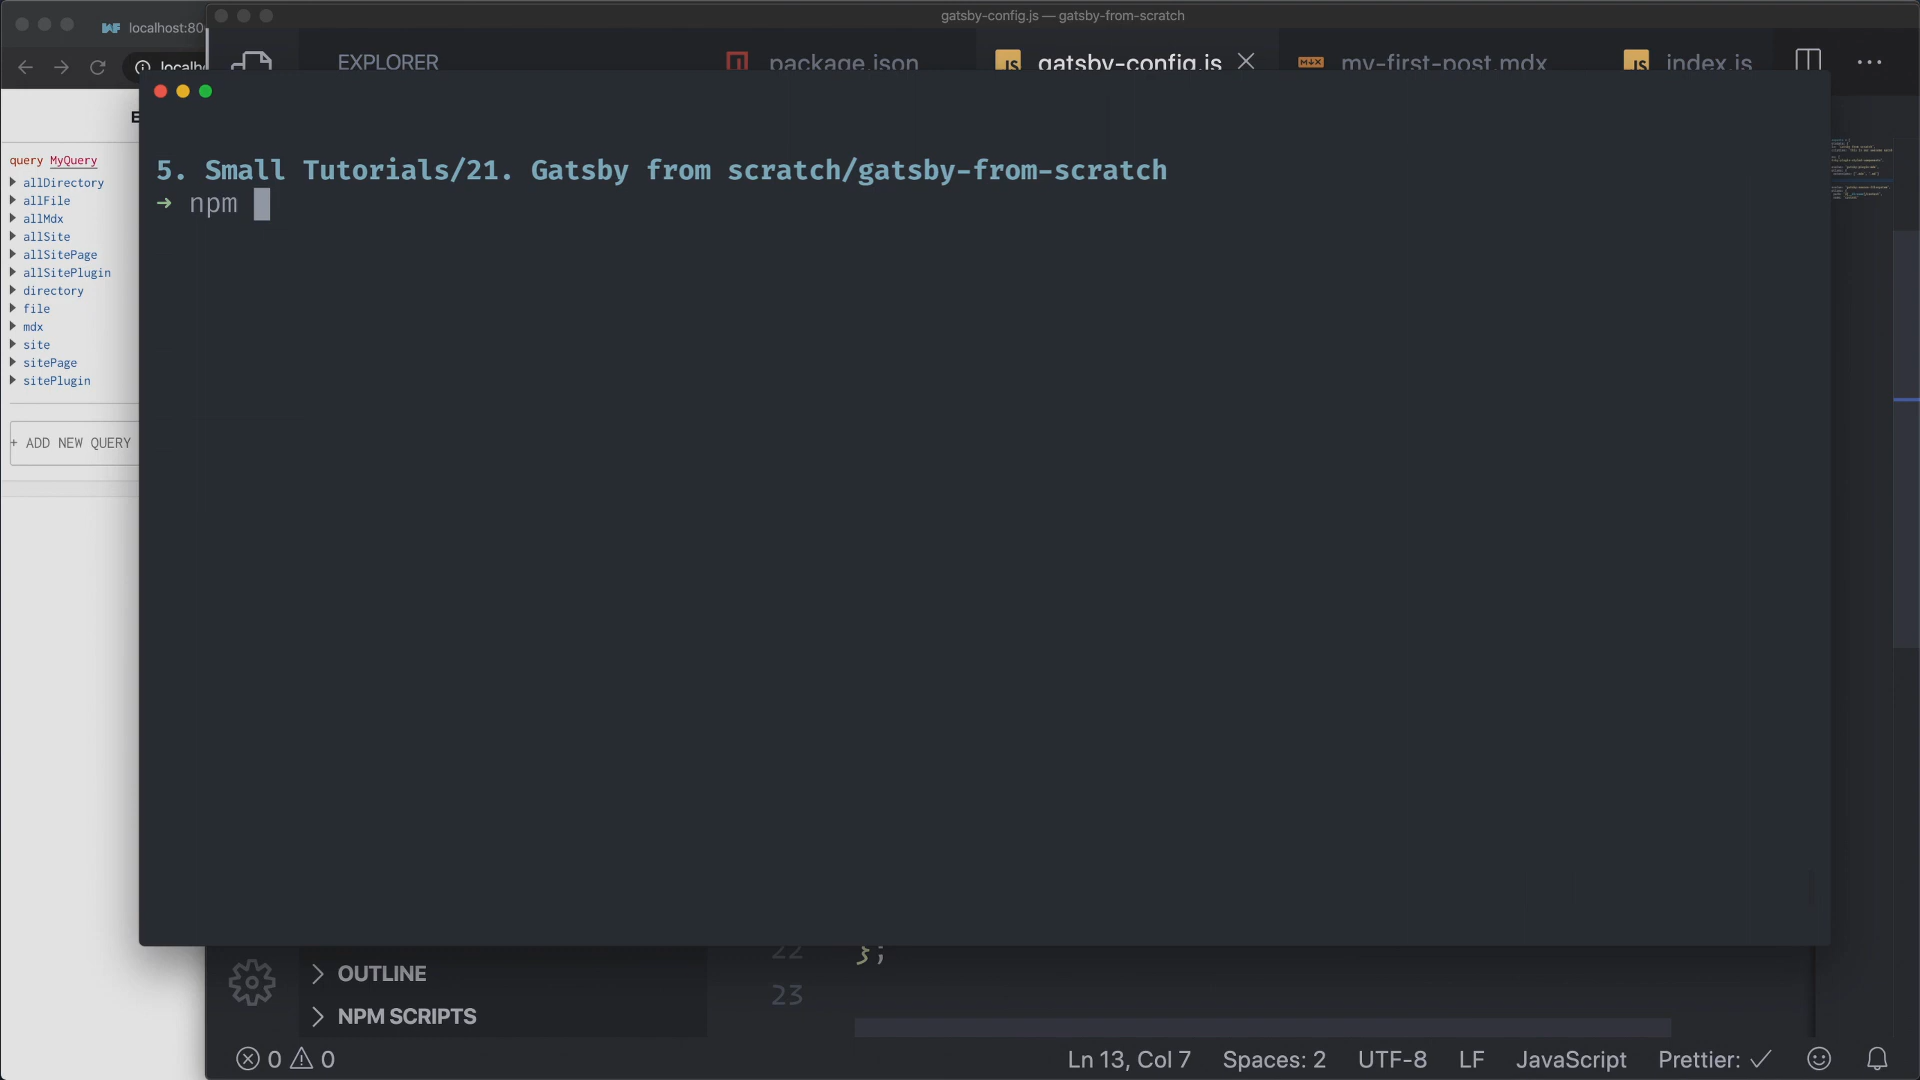 gatsby-config.js — gatsby-from-scratch
localhost:80
localh
EXPLORER
package.json
gatsby-config.js
my-first-post.mdx
index.js
5. Small Tutorials/21. Gatsby from scratch/gatsby-from-scratch
→ npm
query MyQuery
allDirectory
allFile
allMdx
allSite
allSitePage
allSitePlugin
directory
file
mdx
site
sitePage
sitePlugin
+ ADD NEW QUERY
22 };
23
OUTLINE
NPM SCRIPTS
0 0
Ln 13, Col 7 Spaces: 2 UTF-8 LF JavaScript Prettier: ✓